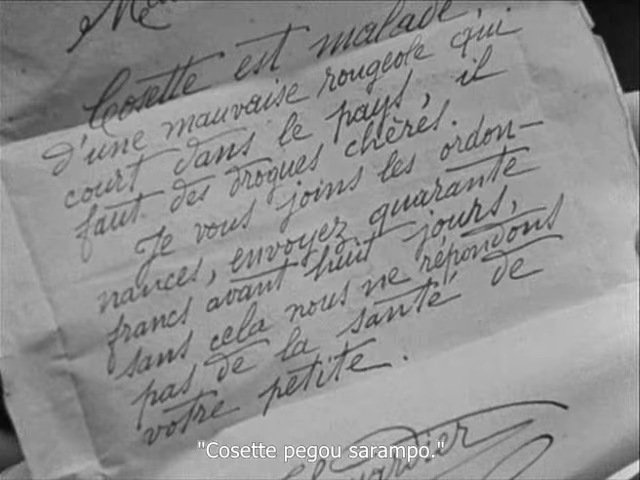 Cosette est malade,
d'une mauvaise rougeole qui
court dans le pays, il
faut des drogues chères.
Je vous joins les ordon-
nances, envoyez quarante
francs avant huit jours,
sans cela nous ne répondons
pas de la santé de
votre petite.
"Cosette pegou sarampo."